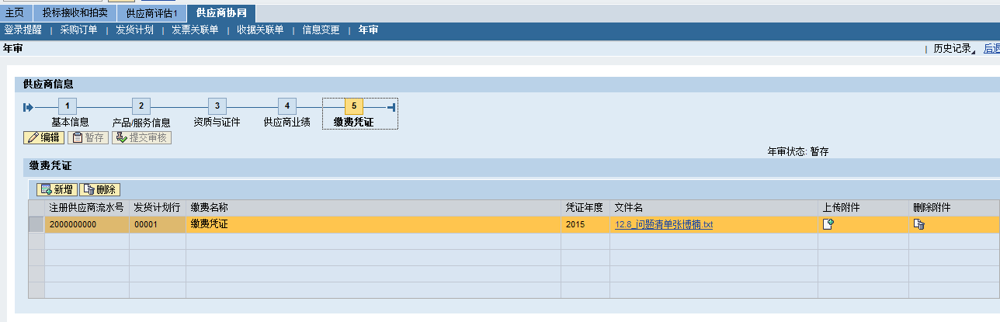 主页 投标接收和拍卖 供应商评估1 供应商协同
登录提醒 | 采购订单 | 发货计划 | 发票关联单 | 收据关联单 | 信息变更 | 年审
年审 | 历史记录 后退
供应商信息
1 2 3 4 5
基本信息 产品/服务信息 资质与证件 供应商业绩 缴费凭证
编辑 暂存 提交审核
年审状态: 暂存
缴费凭证
新增 删除
注册供应商流水号 发货计划行 缴费名称 凭证年度 文件名 上传附件 删除附件
2000000000 00001 缴费凭证 2015 12.8_问题清单张博楠.txt